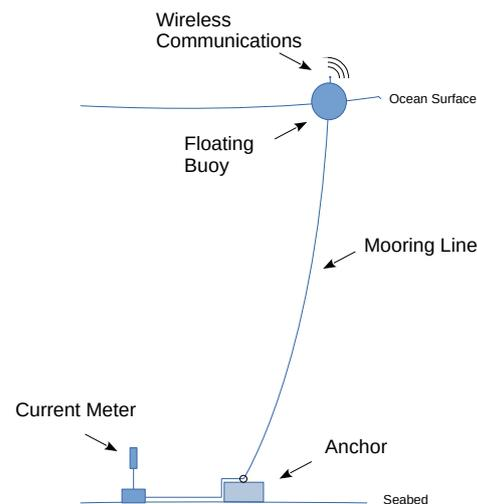 Wireless
Communications
Ocean Surface
Floating
Buoy
Mooring Line
Current Meter
Anchor
Seabed